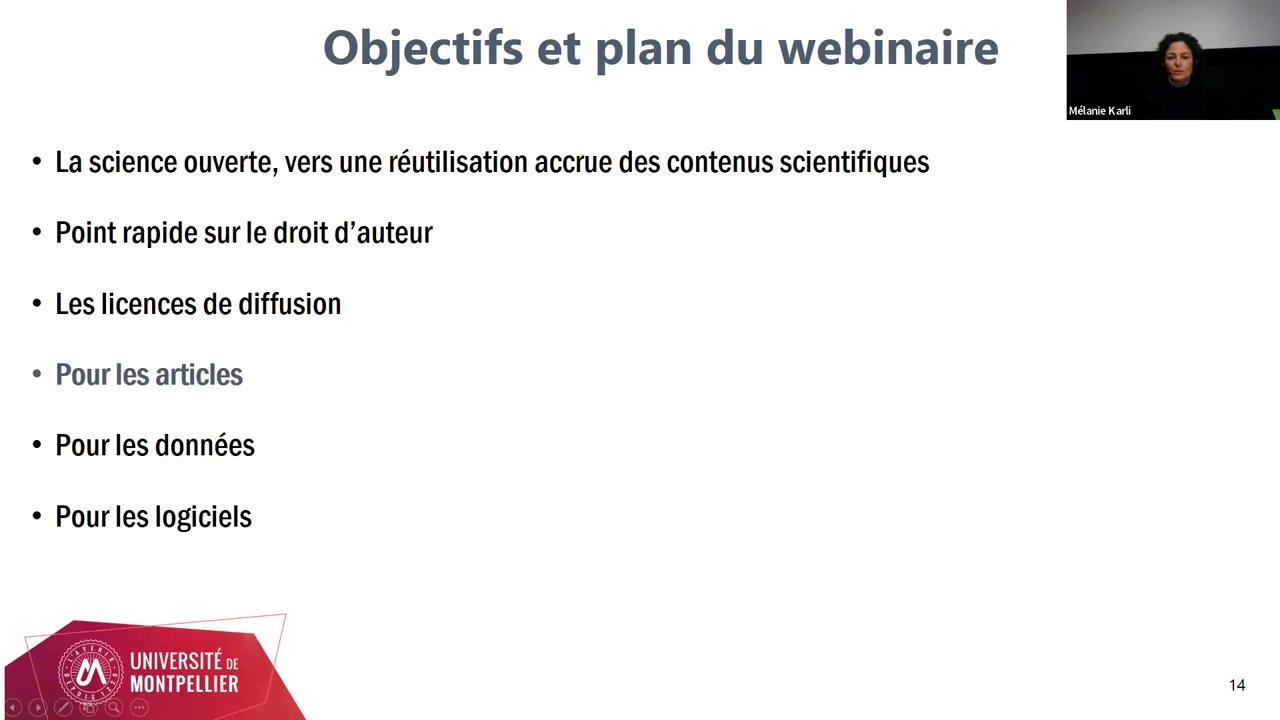 Objectifs et plan du webinaire
Mélanie Karli
• La science ouverte, vers une réutilisation accrue des contenus scientifiques
• Point rapide sur le droit d’auteur
• Les licences de diffusion
• Pour les articles
• Pour les données
• Pour les logiciels
UNIVERSITÉ DE
MONTPELLIER
14